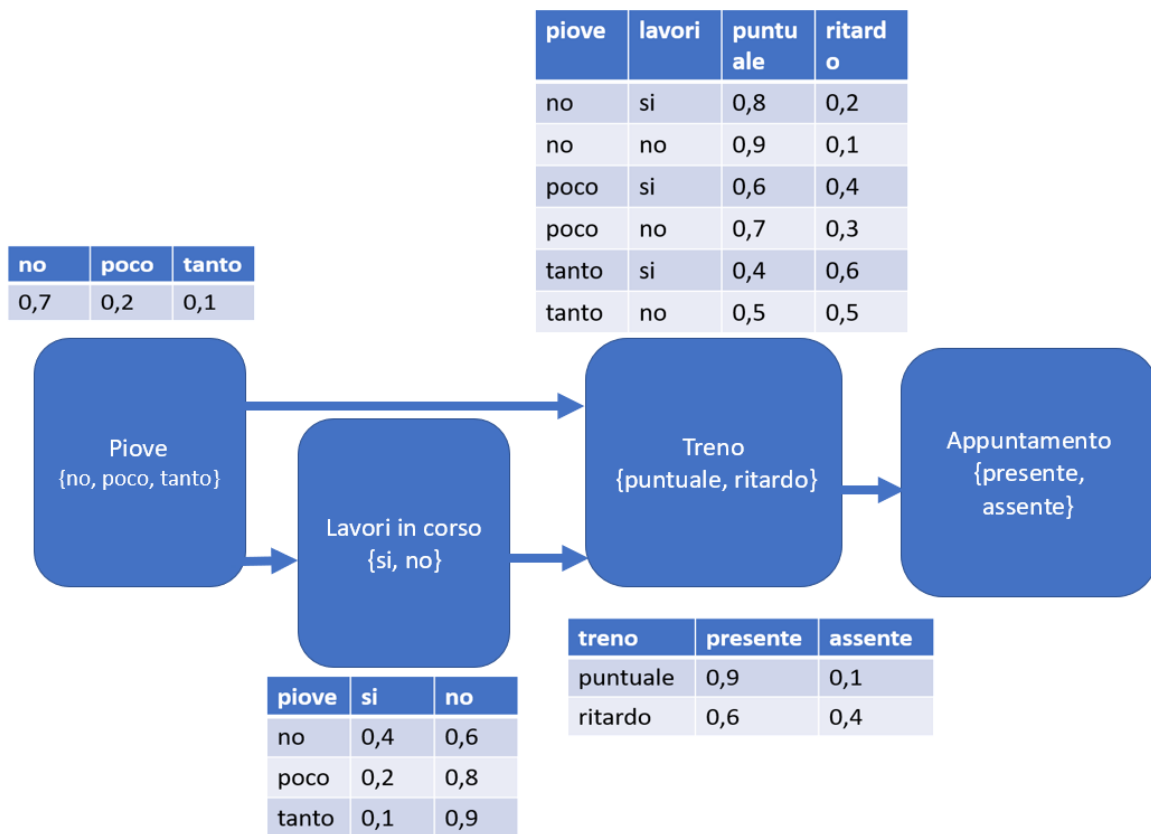 piove lavori puntu ritard
ale o
no si 0,8 0,2
no no 0,9 0,1
poco si 0,6 0,4
poco no 0,7 0,3
tanto si 0,4 0,6
tanto no 0,5 0,5
no poco tanto
0,7 0,2 0,1
Piove
{no, poco, tanto}
Lavori in corso
{si, no}
Treno
{puntuale, ritardo}
Appuntamento
{presente,
assente}
treno presente assente
puntuale 0,9 0,1
ritardo 0,6 0,4
piove si no
no 0,4 0,6
poco 0,2 0,8
tanto 0,1 0,9